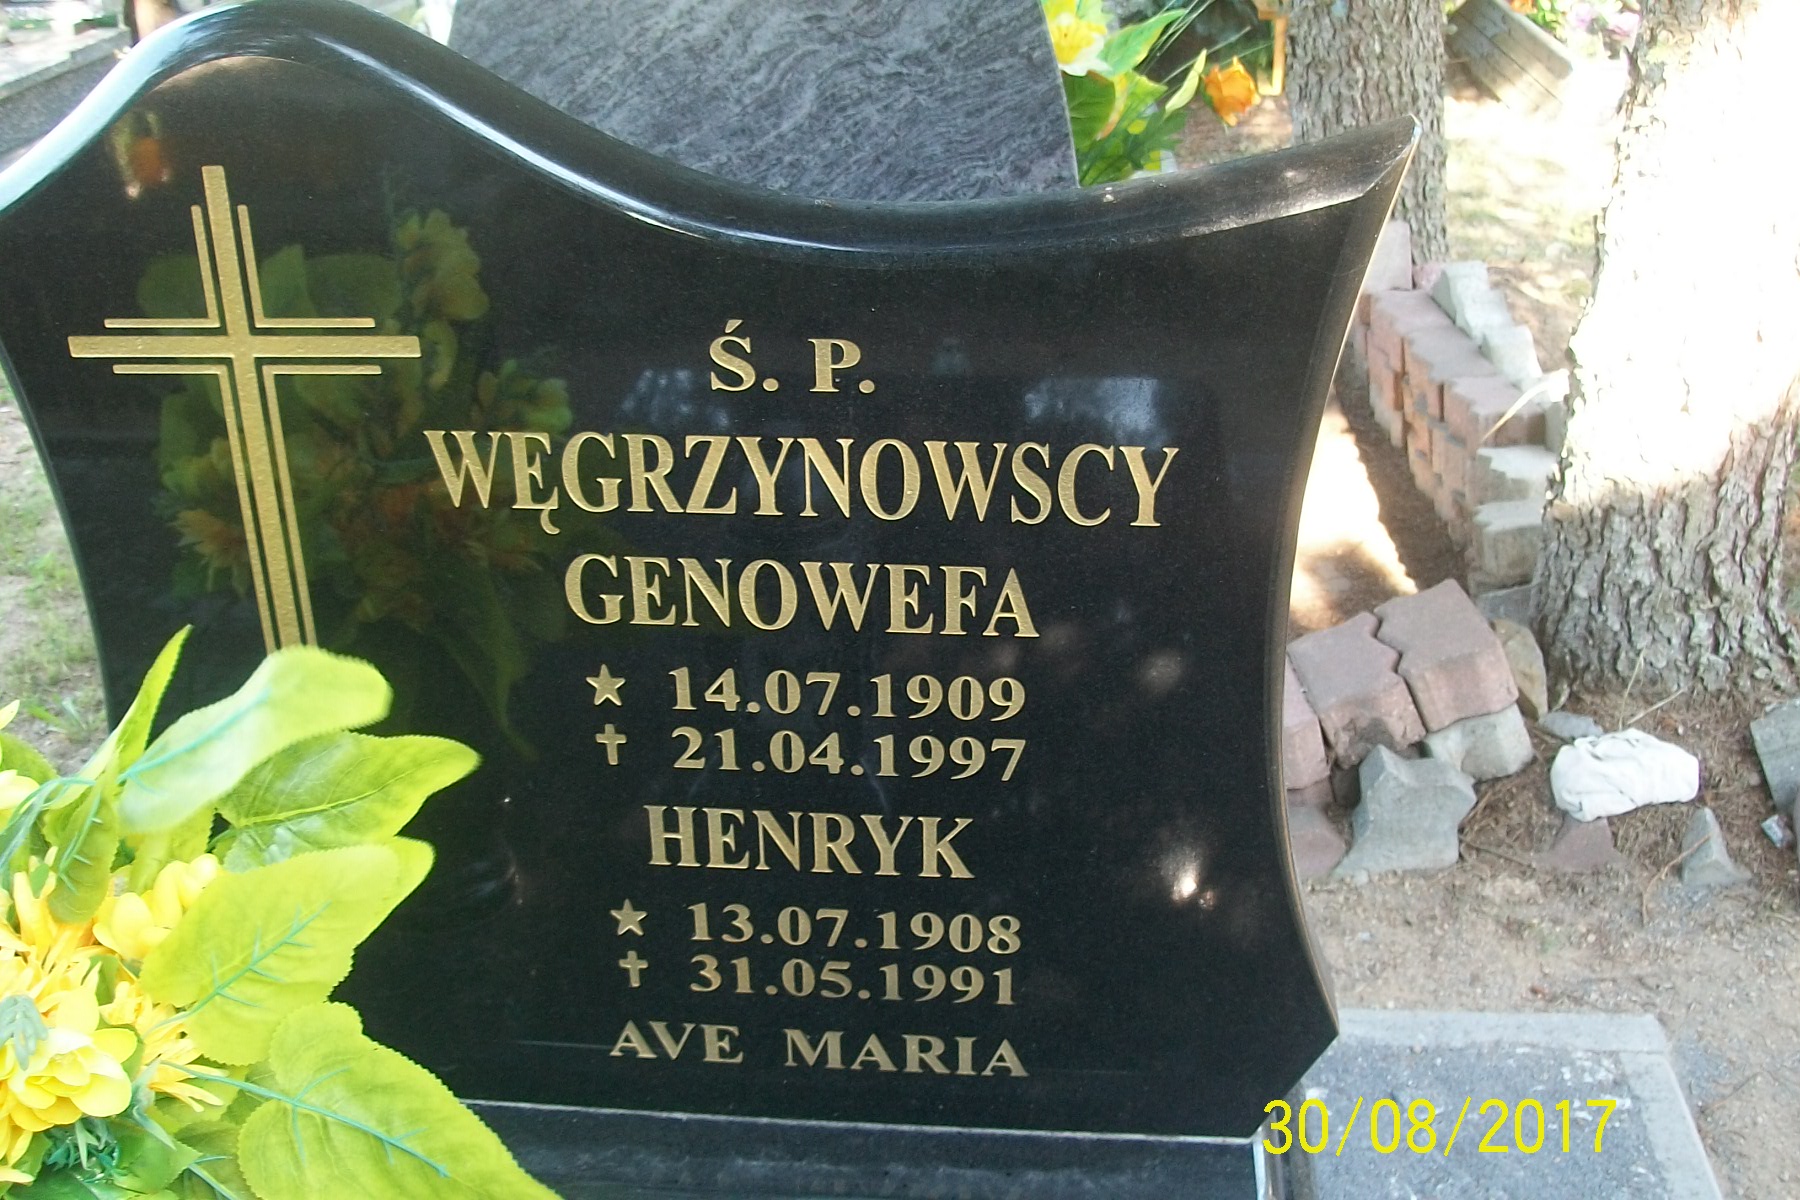 Ś. P.
WĘGRZYNOWSCY
GENOWEFA
★ 14.07.1909
✝ 21.04.1997
HENRYK
★ 13.07.1908
✝ 31.05.1991
AVE MARIA
30/08/2017